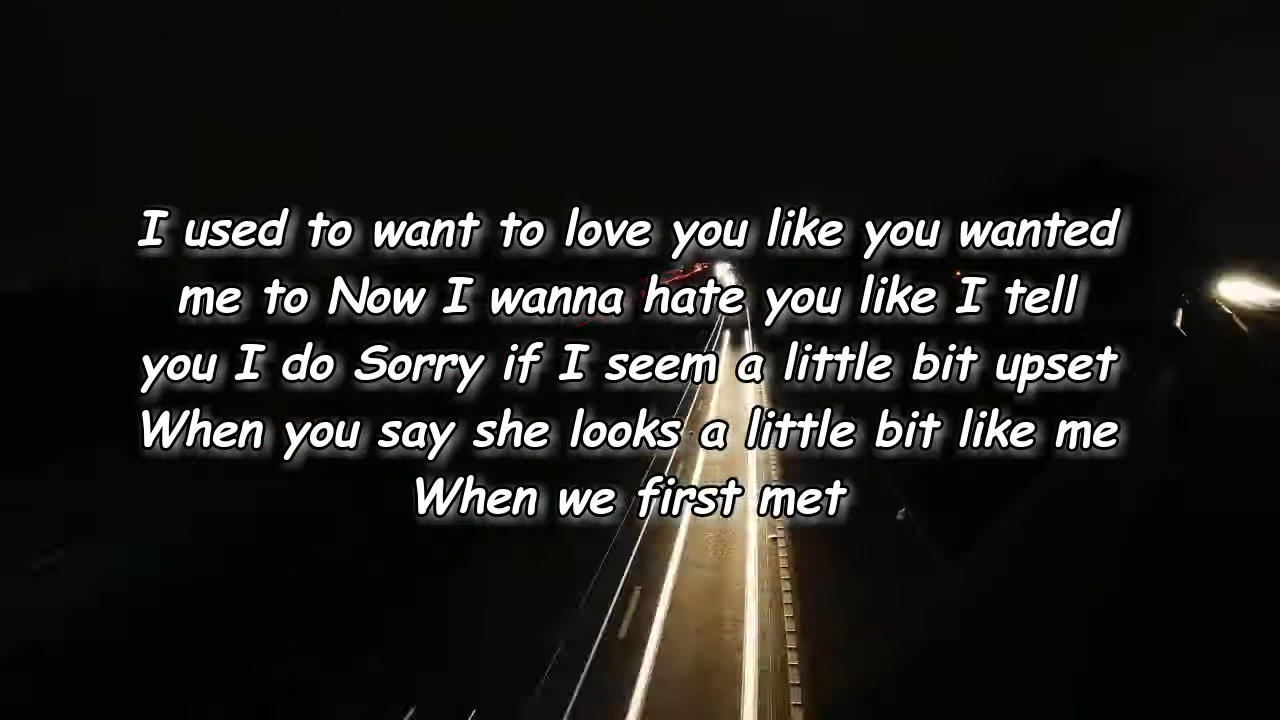 I used to want to love you like you wanted
me to Now I wanna hate you like I tell
you I do Sorry if I seem a little bit upset
When you say she looks a little bit like me
When we first met